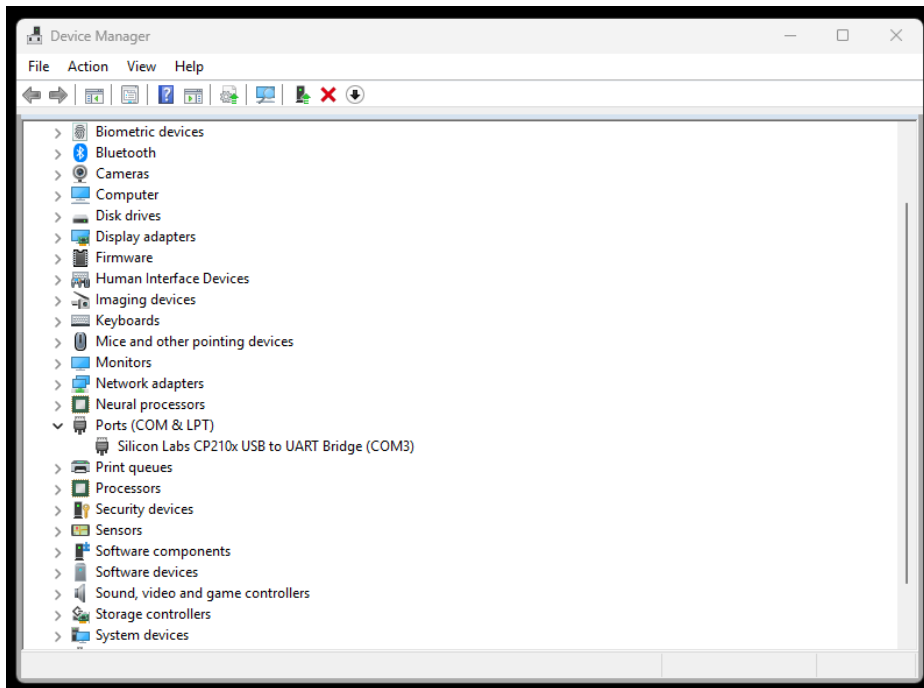 Device Manager
File Action View Help
Biometric devices
Bluetooth
Cameras
Computer
Disk drives
Display adapters
Firmware
Human Interface Devices
Imaging devices
Keyboards
Mice and other pointing devices
Monitors
Network adapters
Neural processors
Ports (COM & LPT)
Silicon Labs CP210x USB to UART Bridge (COM3)
Print queues
Processors
Security devices
Sensors
Software components
Software devices
Sound, video and game controllers
Storage controllers
System devices